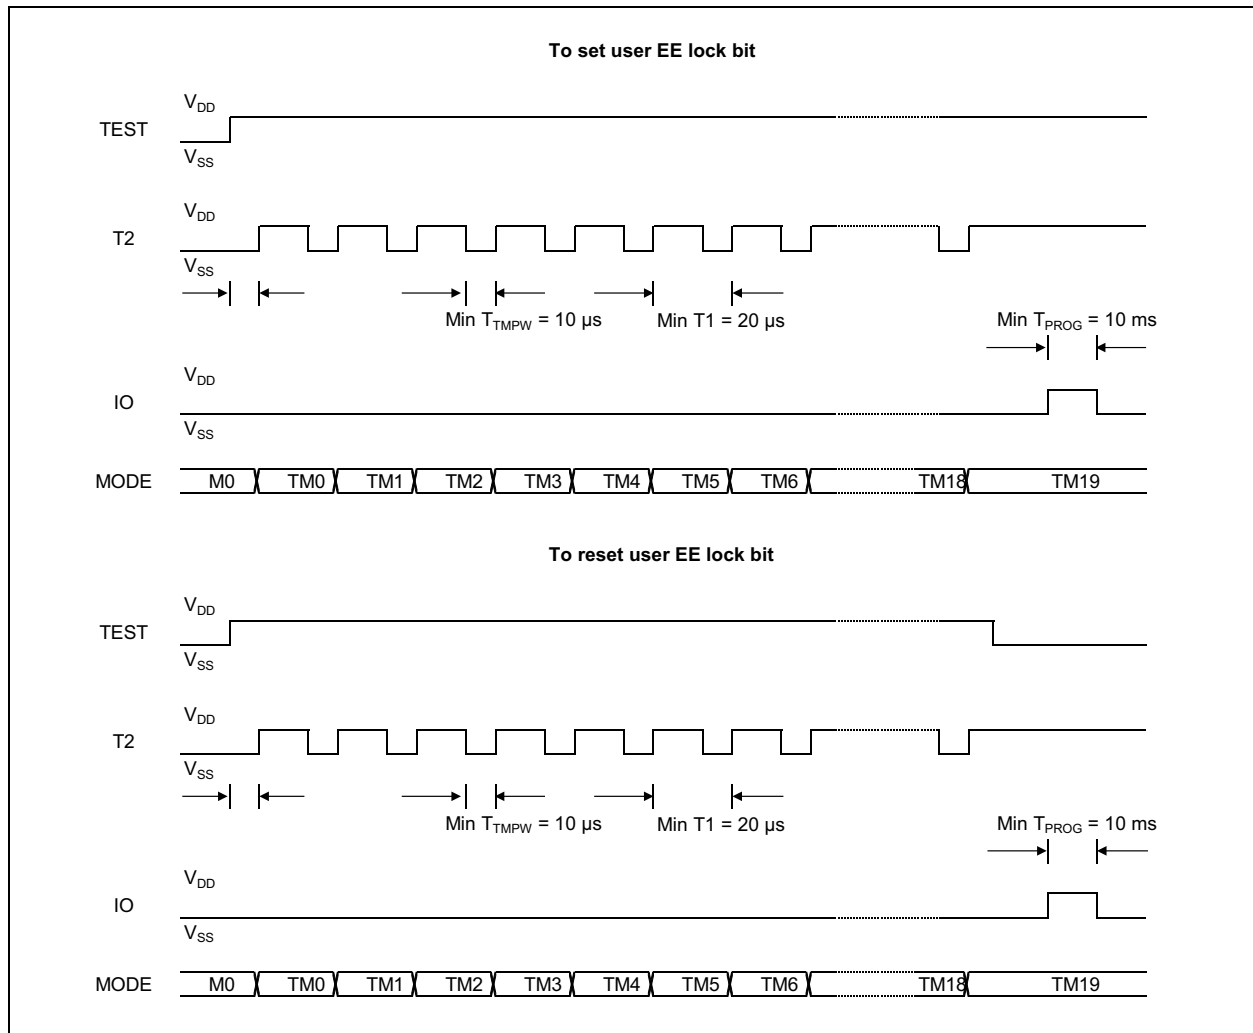 To set user EE lock bit
VDD
TEST
VSS
VDD
T2
VSS
Min TTMPW = 10 µs Min T1 = 20 µs
Min TPROG = 10 ms
VDD
IO
VSS
MODE M0 TM0 TM1 TM2 TM3 TM4 TM5 TM6 TM18 TM19
To reset user EE lock bit
VDD
TEST
VSS
VDD
T2
VSS
Min TTMPW = 10 µs Min T1 = 20 µs
Min TPROG = 10 ms
VDD
IO
VSS
MODE M0 TM0 TM1 TM2 TM3 TM4 TM5 TM6 TM18 TM19